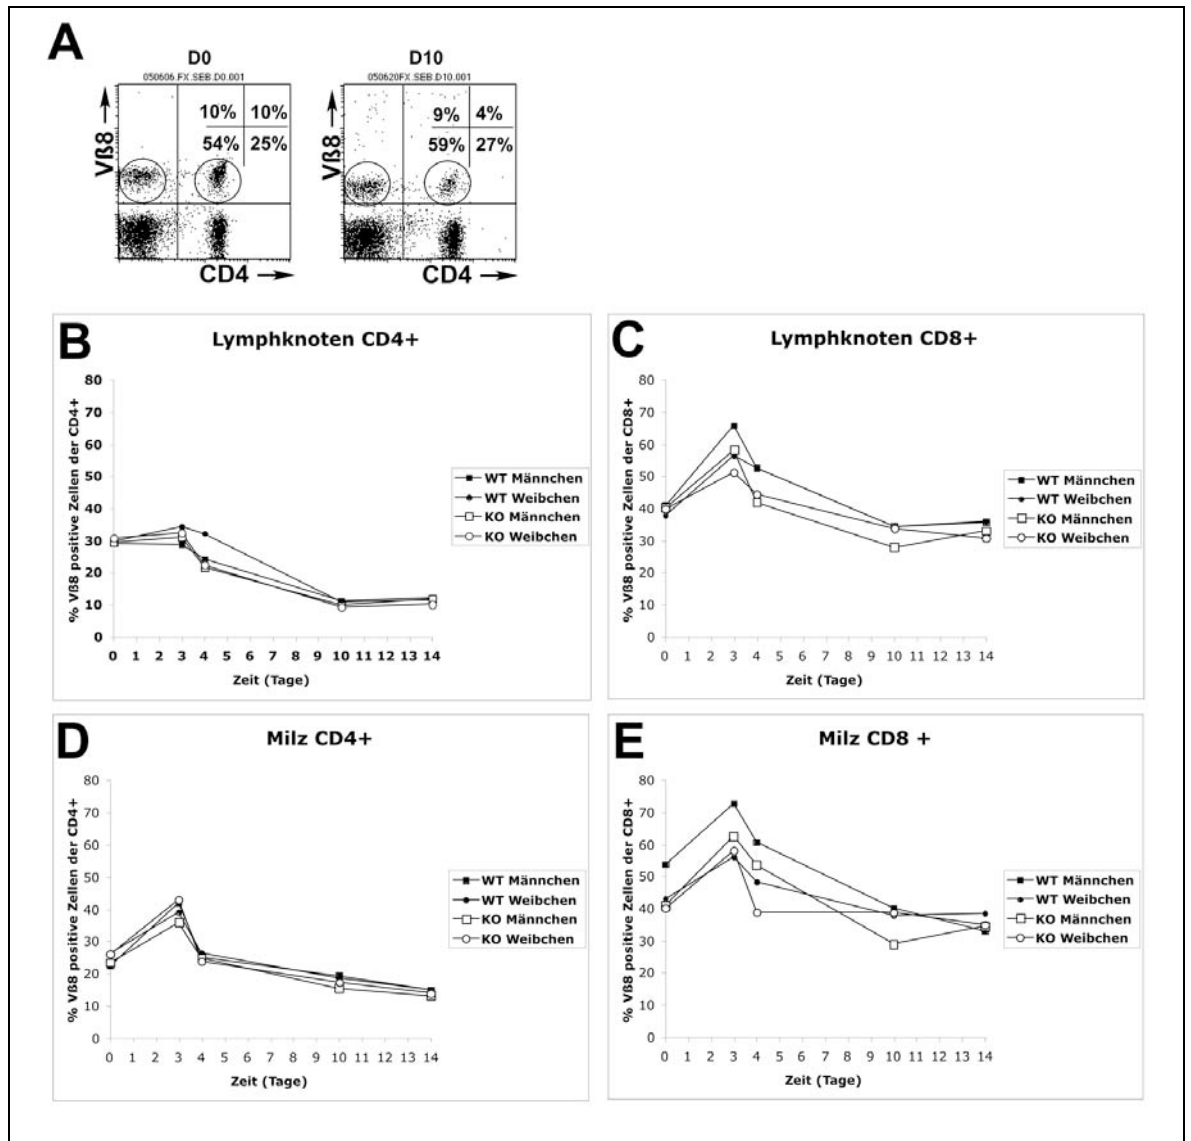 A
D0
050606.FX.SEB.D0.001
Vß8
10% 10%
54% 25%
CD4
D10
050620FX.SEB.D10.001
Vß8
9% 4%
59% 27%
CD4
B
Lymphknoten CD4+
% Vß8 positive Zellen der CD4+
80
70
60
50
40
30
20
10
0
0 1 2 3 4 5 6 7 8 9 10 11 12 13 14
Zeit (Tage)
WT Männchen
WT Weibchen
KO Männchen
KO Weibchen
C
Lymphknoten CD8+
% Vß8 positive Zellen der CD8+
80
70
60
50
40
30
20
10
0
0 1 2 3 4 5 6 7 8 9 10 11 12 13 14
Zeit (Tage)
WT Männchen
WT Weibchen
KO Männchen
KO Weibchen
D
Milz CD4+
% Vß8 positive Zellen der CD4+
80
70
60
50
40
30
20
10
0
0 1 2 3 4 5 6 7 8 9 10 11 12 13 14
Zeit (Tage)
WT Männchen
WT Weibchen
KO Männchen
KO Weibchen
E
Milz CD8 +
% Vß8 positive Zellen der CD8+
80
70
60
50
40
30
20
10
0
0 1 2 3 4 5 6 7 8 9 10 11 12 13 14
Zeit (Tage)
WT Männchen
WT Weibchen
KO Männchen
KO Weibchen